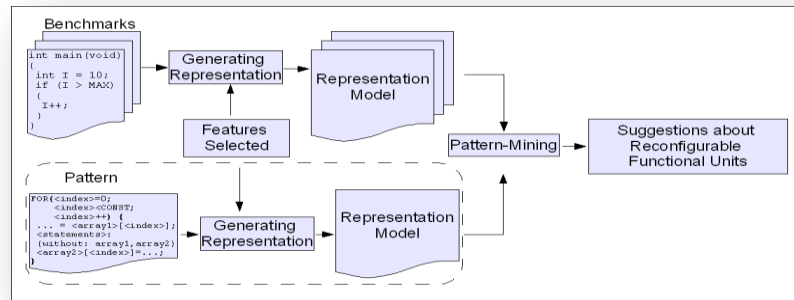 Benchmarks
int main(void)
(
int I = 10;
if (I > MAX)
(
I++;
)
)
Generating
Representation
Representation
Model
Features
Selected
Pattern-Mining
Suggestions about
Reconfigurable
Functional Units
Pattern
FOR(<index>=0;
<index><CONST;
<index>++) {
... = <array1>[<index>];
<statements>:
(without: array1,array2)
<array2>[<index>]=...;
}
Generating
Representation
Representation
Model